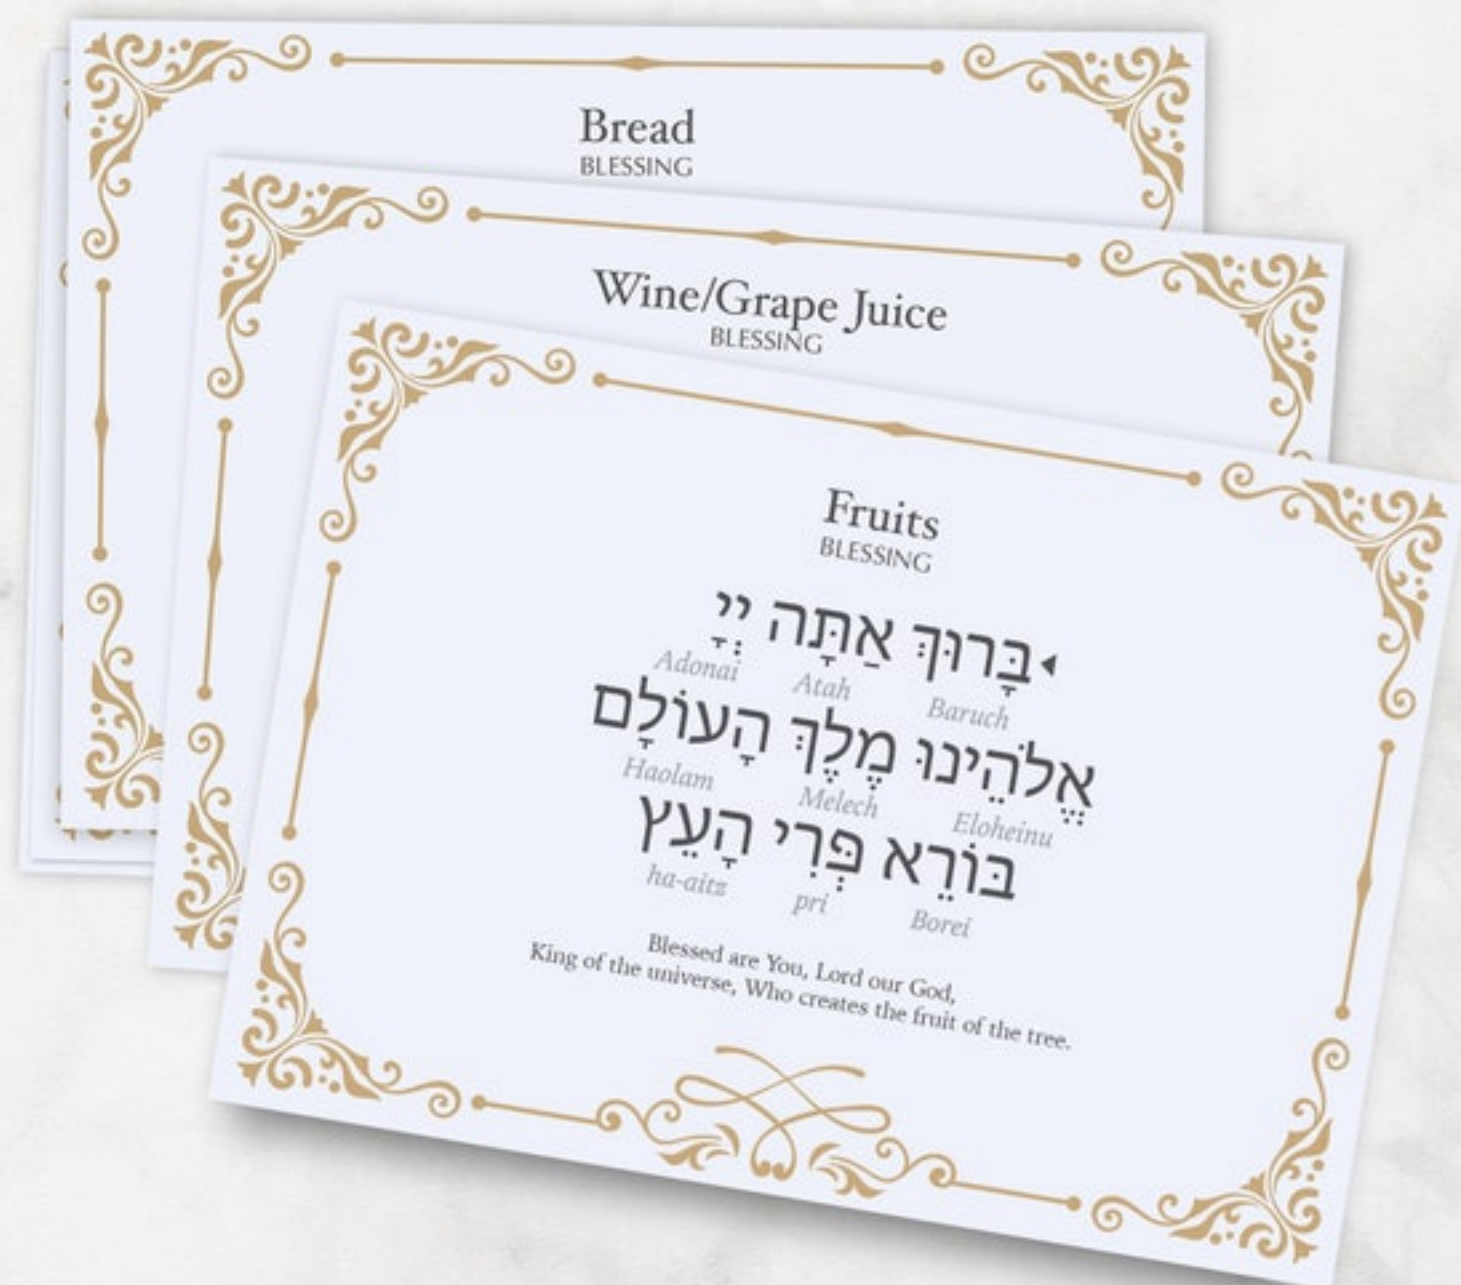 Bread
BLESSING
Wine/Grape Juice
BLESSING
Fruits
BLESSING
בָּרוּךְ אַתָּה יְיָ
Baruch Atah Adonai
אֱלֹהֵינוּ מֶלֶךְ הָעוֹלָם
Eloheinu Melech Haolam
בּוֹרֵא פְּרִי הָעֵץ
Borei pri ha-aitz
Blessed are You, Lord our God,
King of the universe, Who creates the fruit of the tree.